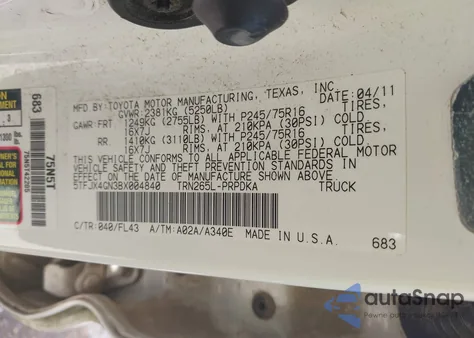 MFD BY:TOYOTA MOTOR MANUFACTURING, TEXAS, INC. 04/11
GVWR 2381KG (5250LB)
GAWR:FRT 1249KG (2755LB) WITH P245/75R16 TIRES,
16X7J RIMS, AT 210KPA (30PSI) COLD
RR 1410KG (3110LB) WITH P245/75R16 TIRES,
16X7J RIMS, AT 210KPA (30PSI) COLD
THIS VEHICLE CONFORMS TO ALL APPLICABLE FEDERAL MOTOR
VEHICLE SAFETY AND THEFT PREVENTION STANDARDS IN
EFFECT ON THE DATE OF MANUFACTURE SHOWN ABOVE.
5TFJX4GN3BX004840 TRN265L-PRPDKA TRUCK
C/TR:040/FL43 A/TM:A02A/A340E MADE IN U.S.A. 683
683
75N5T
autoSnap